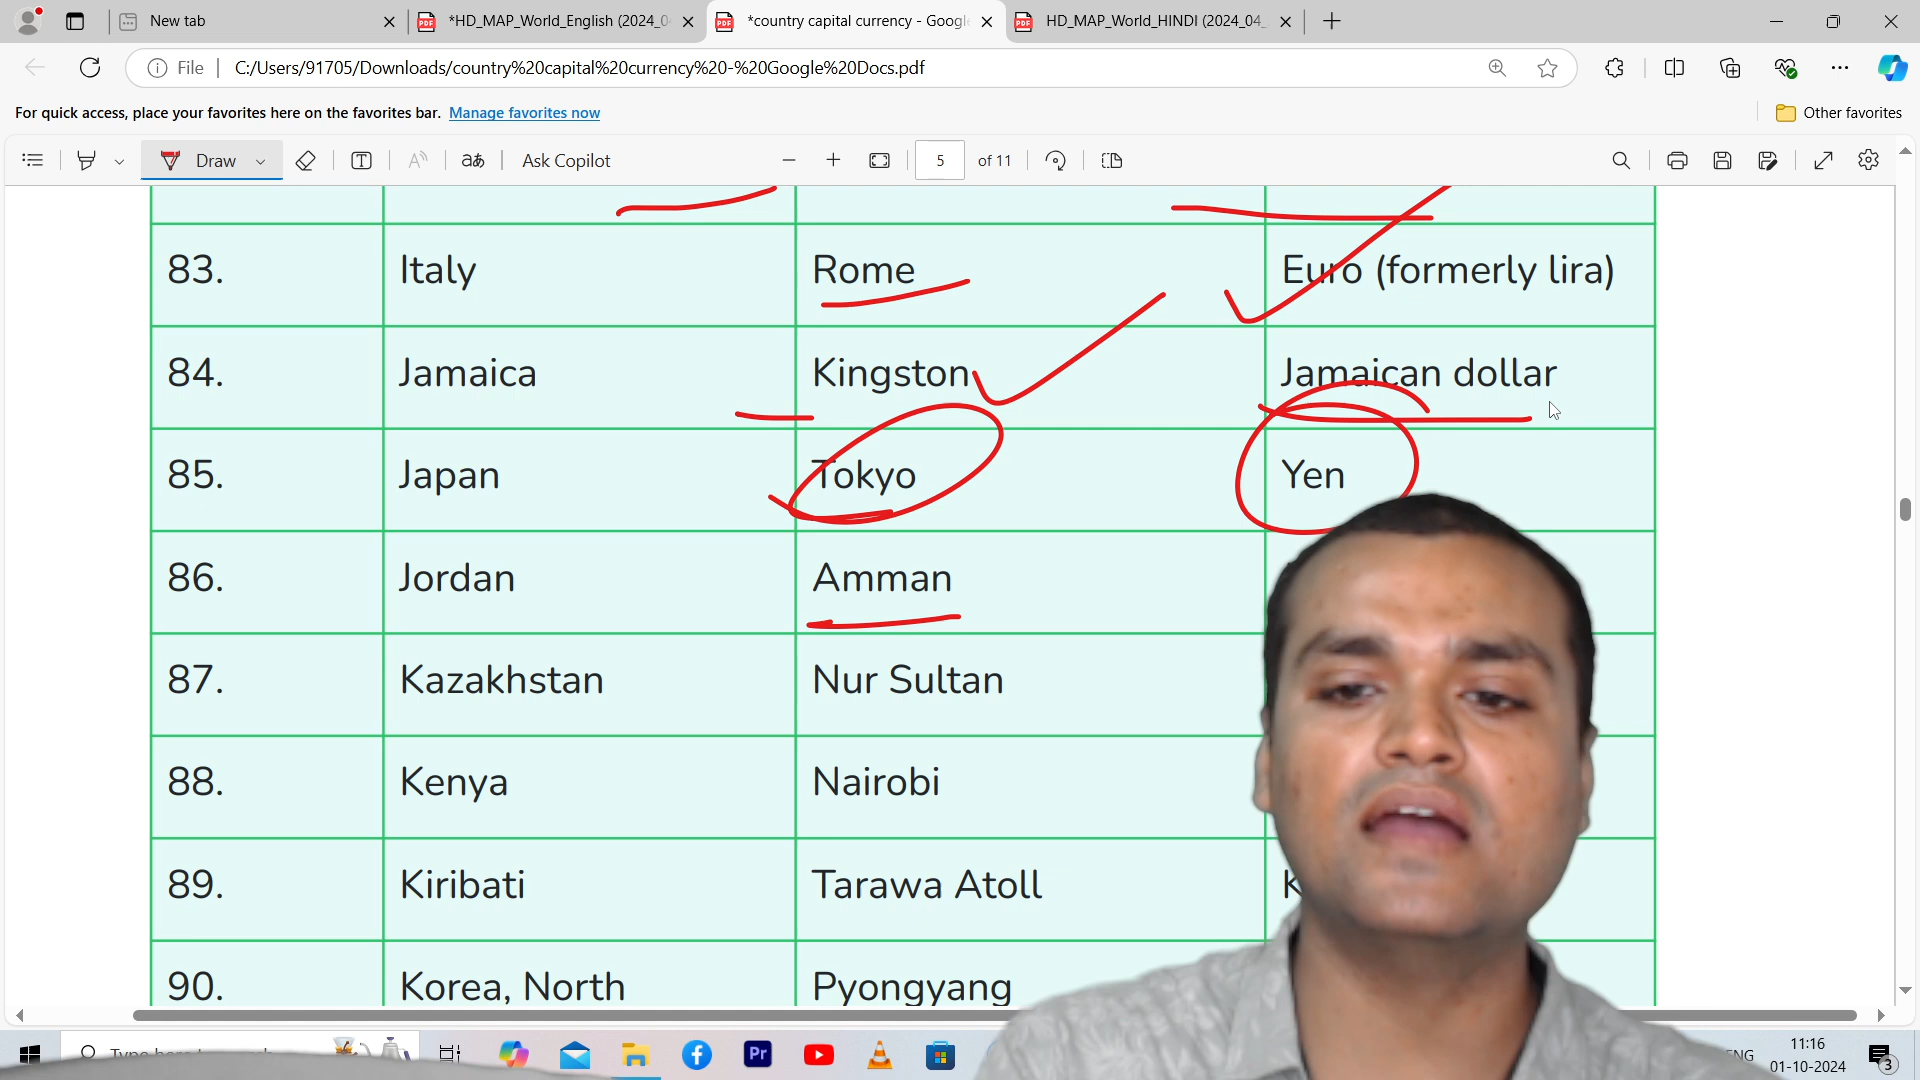 New tab
*HD_MAP_World_English (2024_0
*country capital currency - Google
HD_MAP_World_HINDI (2024_04_
File
C:/Users/91705/Downloads/country%20capital%20currency%20-%20Google%20Docs.pdf
For quick access, place your favorites here on the favorites bar. Manage favorites now
Other favorites
Draw
Ask Copilot
5 of 11
83. Italy Rome Euro (formerly lira)
84. Jamaica Kingston Jamaican dollar
85. Japan Tokyo Yen
86. Jordan Amman
87. Kazakhstan Nur Sultan
88. Kenya Nairobi
89. Kiribati Tarawa Atoll K
90. Korea, North Pyongyang
11:16
ENG
01-10-2024
3